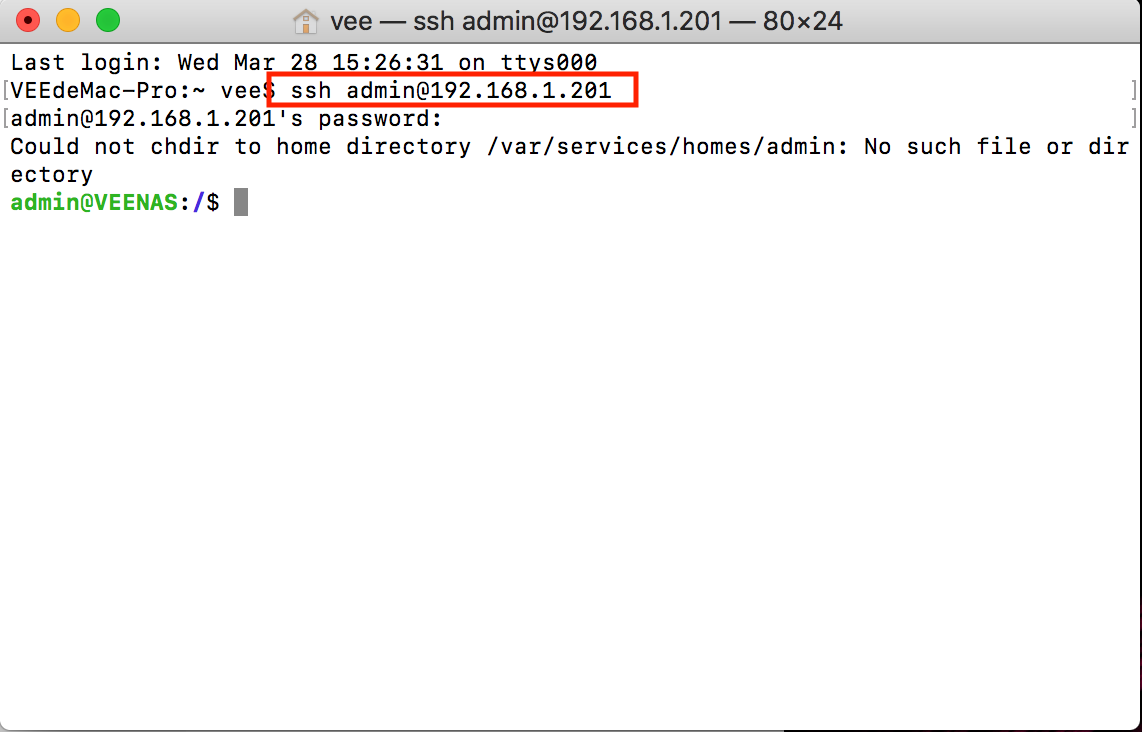 vee — ssh admin@192.168.1.201 — 80×24
Last login: Wed Mar 28 15:26:31 on ttys000
[VEEdeMac-Pro:~ vee$ ssh admin@192.168.1.201 ]
[admin@192.168.1.201's password: ]
Could not chdir to home directory /var/services/homes/admin: No such file or dir
ectory
admin@VEENAS:/$